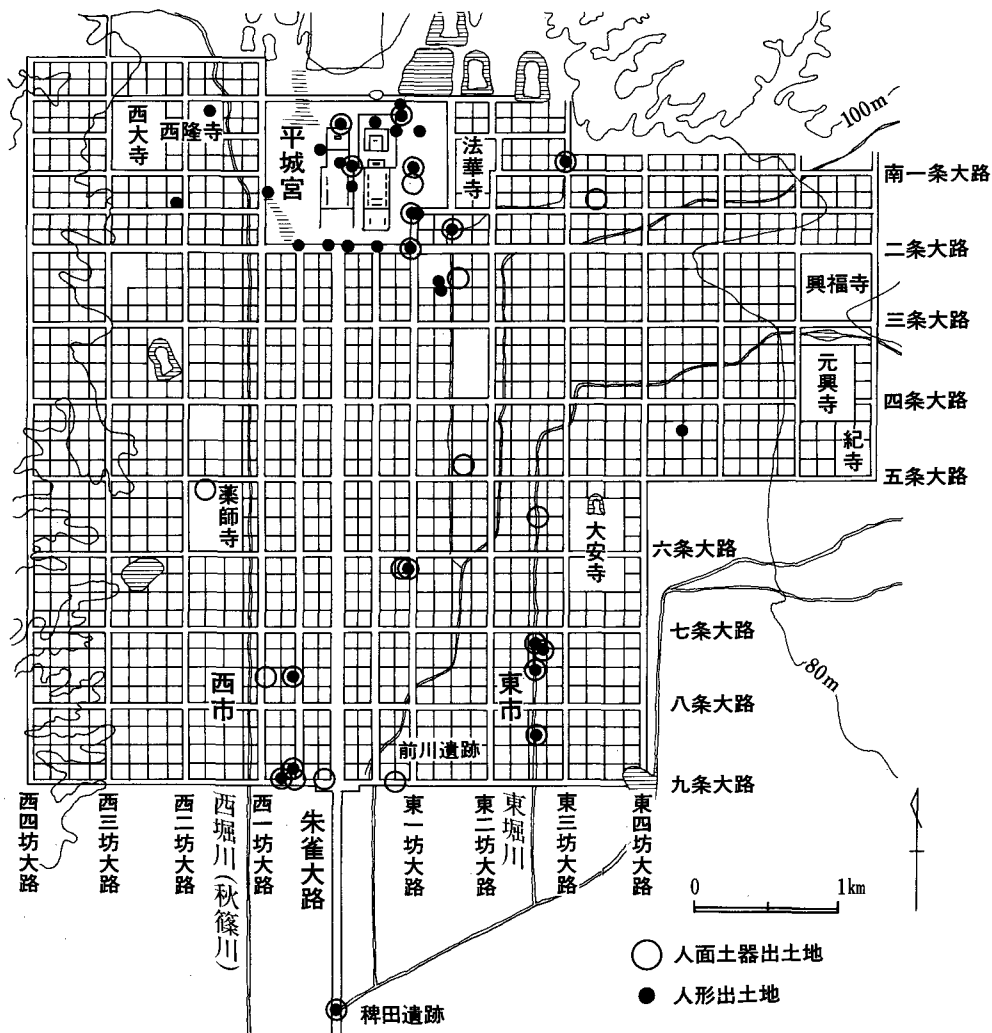 100m
西大寺
西隆寺
平城宮
法華寺
南一条大路
二条大路
興福寺
三条大路
元興寺
四条大路
紀寺
五条大路
薬師寺
大安寺
六条大路
七条大路
80m
西市
東市
八条大路
前川遺跡
九条大路
西四坊大路
西三坊大路
西二坊大路
西堀川(秋篠川)
西一坊大路
朱雀大路
東一坊大路
東二坊大路
東堀川
東三坊大路
東四坊大路
0 1km
人面土器出土地
人形出土地
稗田遺跡